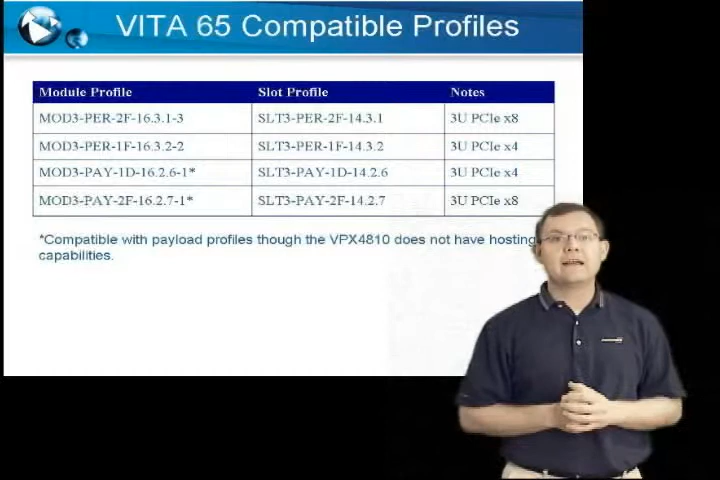 VITA 65 Compatible Profiles
Module Profile Slot Profile Notes
MOD3-PER-2F-16.3.1-3 SLT3-PER-2F-14.3.1 3U PCIe x8
MOD3-PER-1F-16.3.2-2 SLT3-PER-1F-14.3.2 3U PCIe x4
MOD3-PAY-1D-16.2.6-1* SLT3-PAY-1D-14.2.6 3U PCIe x4
MOD3-PAY-2F-16.2.7-1* SLT3-PAY-2F-14.2.7 3U PCIe x8
*Compatible with payload profiles though the VPX4810 does not have hosting
capabilities.